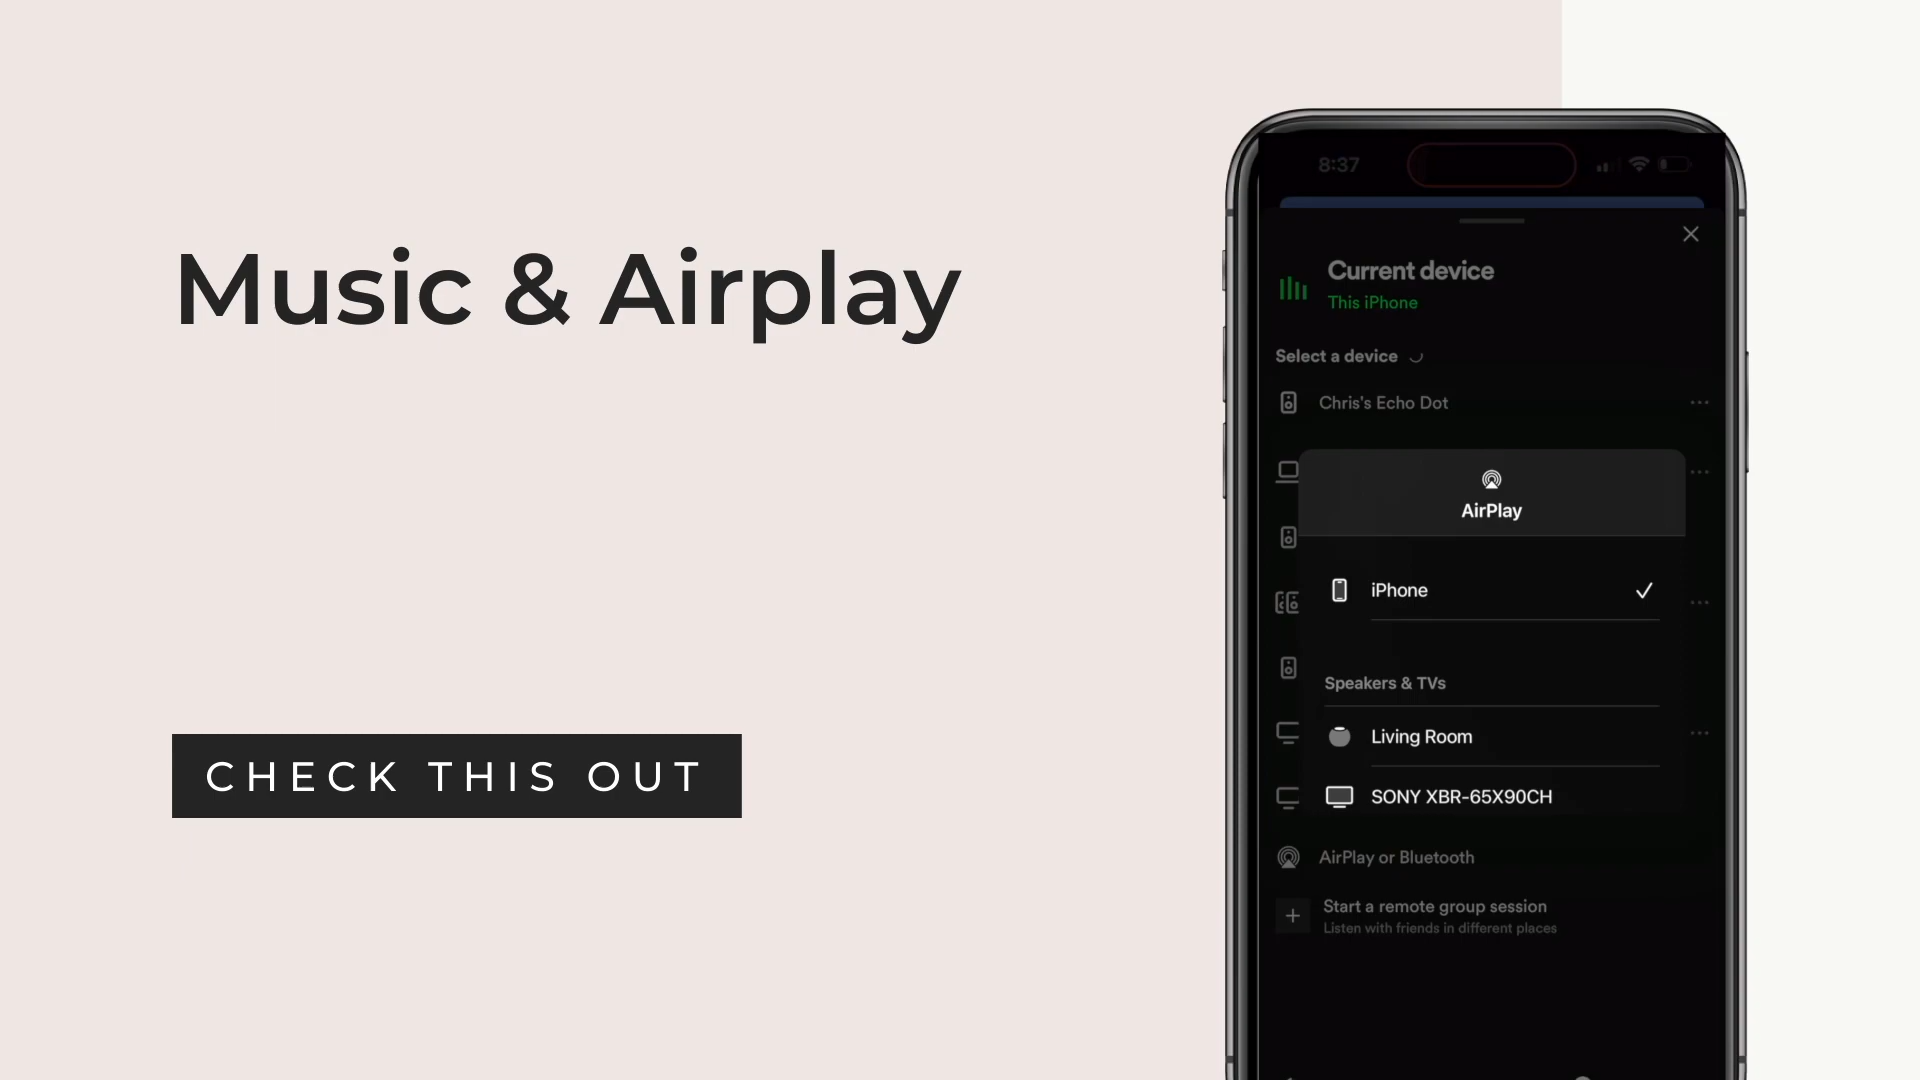 Music & Airplay
CHECK THIS OUT
8:37
Current device
This iPhone
Select a device
Chris's Echo Dot
AirPlay
iPhone
Speakers & TVs
Living Room
SONY XBR-65X90CH
AirPlay or Bluetooth
Start a remote group session
Listen with friends in different places